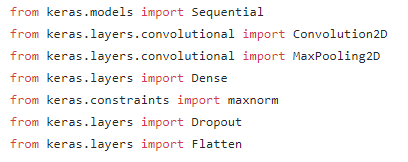 from keras.models import Sequential
from keras.layers.convolutional import Convolution2D
from keras.layers.convolutional import MaxPooling2D
from keras.layers import Dense
from keras.constraints import maxnorm
from keras.layers import Dropout
from keras.layers import Flatten